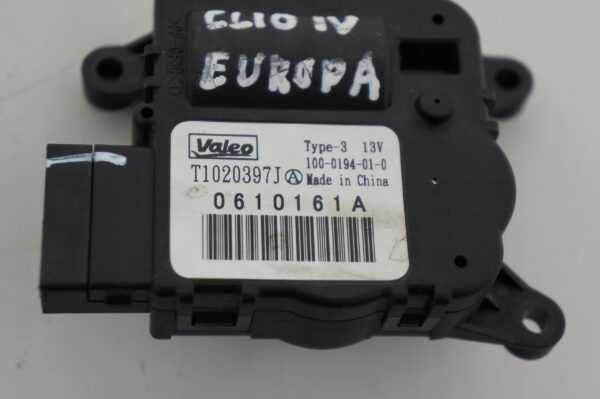 CLIO IV
EUROPA
Valeo Type-3 13V
100-0194-01-0
T1020397J A Made in China
0610161A